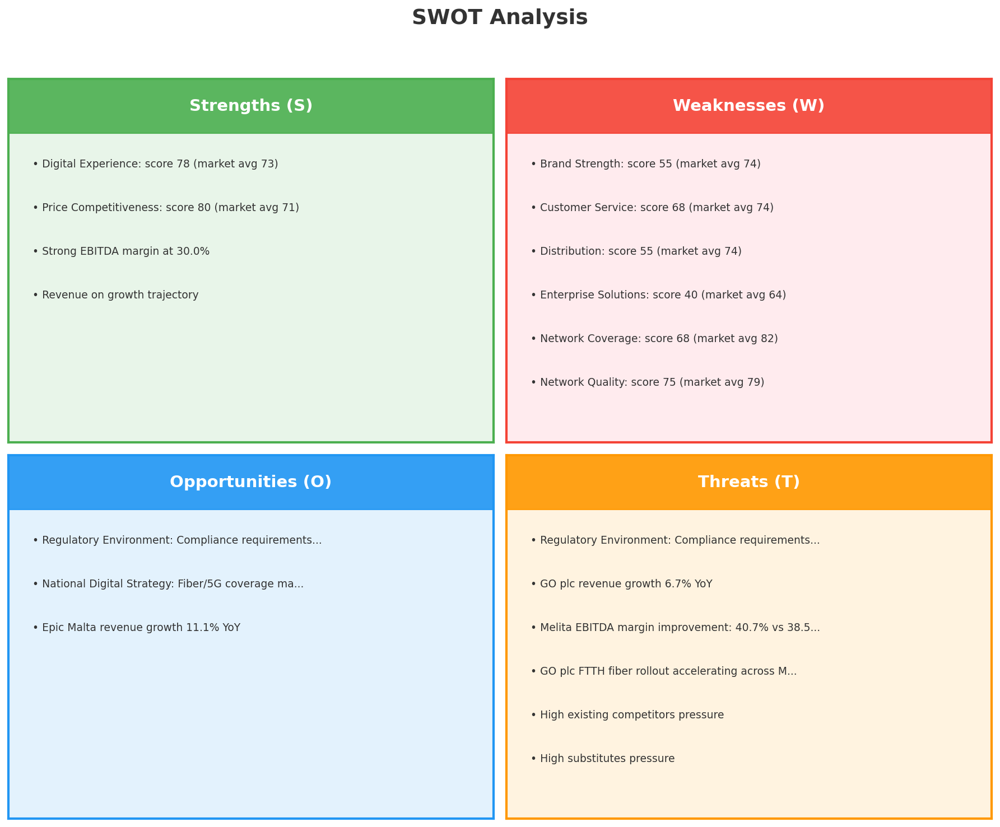 SWOT Analysis
Strengths (S)
• Digital Experience: score 78 (market avg 73)
• Price Competitiveness: score 80 (market avg 71)
• Strong EBITDA margin at 30.0%
• Revenue on growth trajectory
Weaknesses (W)
• Brand Strength: score 55 (market avg 74)
• Customer Service: score 68 (market avg 74)
• Distribution: score 55 (market avg 74)
• Enterprise Solutions: score 40 (market avg 64)
• Network Coverage: score 68 (market avg 82)
• Network Quality: score 75 (market avg 79)
Opportunities (O)
• Regulatory Environment: Compliance requirements...
• National Digital Strategy: Fiber/5G coverage ma...
• Epic Malta revenue growth 11.1% YoY
Threats (T)
• Regulatory Environment: Compliance requirements...
• GO plc revenue growth 6.7% YoY
• Melita EBITDA margin improvement: 40.7% vs 38.5...
• GO plc FTTH fiber rollout accelerating across M...
• High existing competitors pressure
• High substitutes pressure